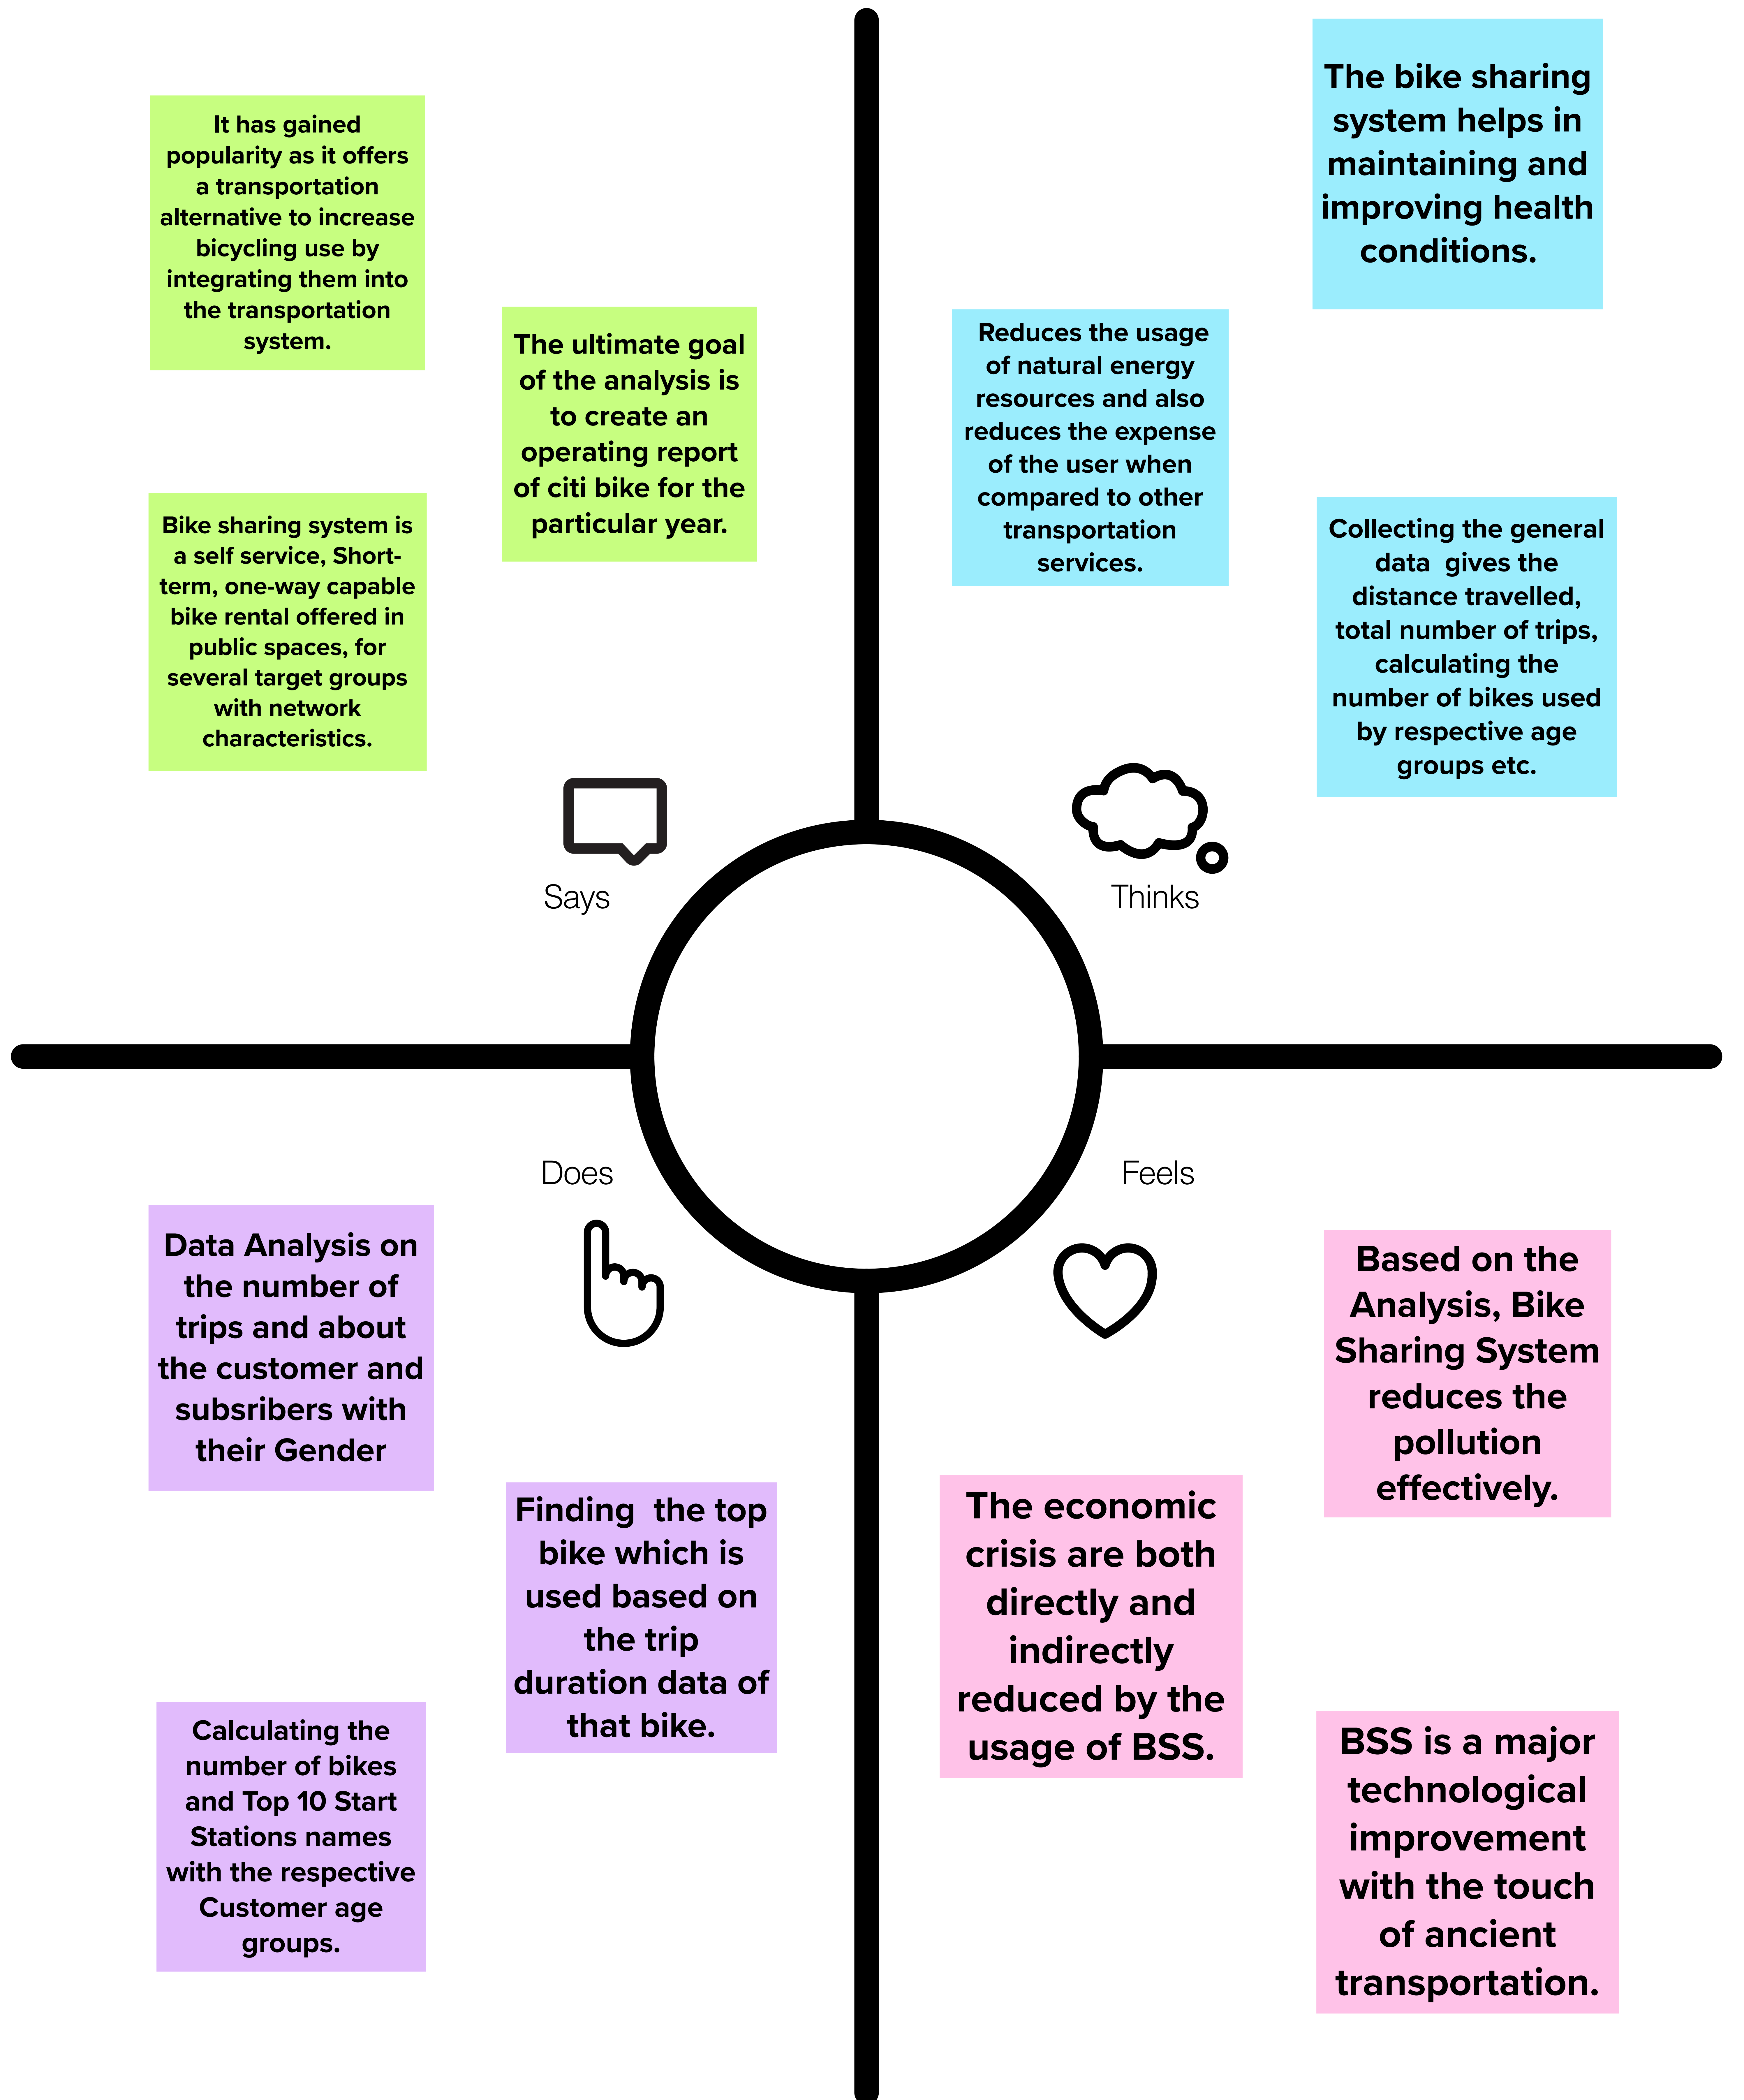 It has gained
popularity as it offers
a transportation
alternative to increase
bicycling use by
integrating them into
the transportation
system.
The ultimate goal
of the analysis is
to create an
operating report
of citi bike for the
particular year.
Bike sharing system is
a self service, Short-
term, one-way capable
bike rental offered in
public spaces, for
several target groups
with network
characteristics.
Says
The bike sharing
system helps in
maintaining and
improving health
conditions.
Reduces the usage
of natural energy
resources and also
reduces the expense
of the user when
compared to other
transportation
services.
Collecting the general
data  gives the
distance travelled,
total number of trips,
calculating the
number of bikes used
by respective age
groups etc.
Thinks
Does
Data Analysis on
the number of
trips and about
the customer and
subsribers with
their Gender
Finding  the top
bike which is
used based on
the trip
duration data of
that bike.
Calculating the
number of bikes
and Top 10 Start
Stations names
with the respective
Customer age
groups.
Feels
Based on the
Analysis, Bike
Sharing System
reduces the
pollution
effectively.
The economic
crisis are both
directly and
indirectly
reduced by the
usage of BSS.
BSS is a major
technological
improvement
with the touch
of ancient
transportation.